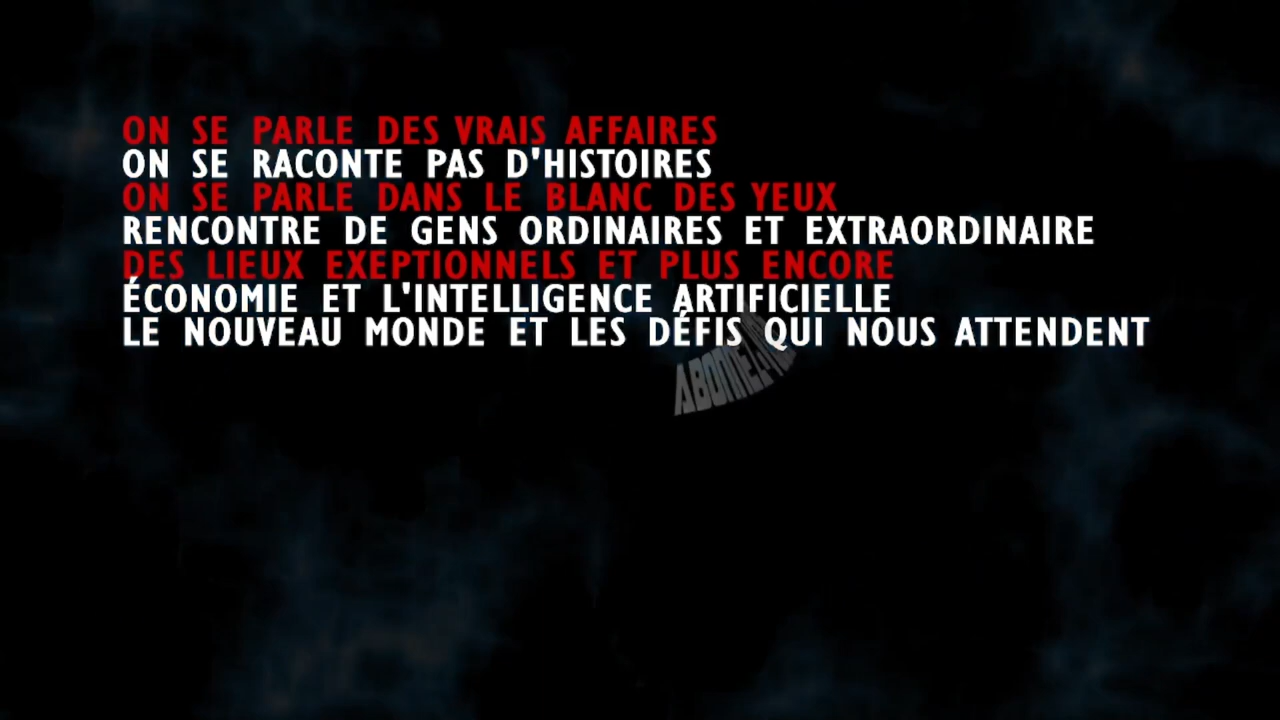 ON SE PARLE DES VRAIS AFFAIRES
ON SE RACONTE PAS D'HISTOIRES
ON SE PARLE DANS LE BLANC DES YEUX
RENCONTRE DE GENS ORDINAIRES ET EXTRAORDINAIRE
DES LIEUX EXEPTIONNELS ET PLUS ENCORE
ÉCONOMIE ET L'INTELLIGENCE ARTIFICIELLE
LE NOUVEAU MONDE ET LES DÉFIS QUI NOUS ATTENDENT